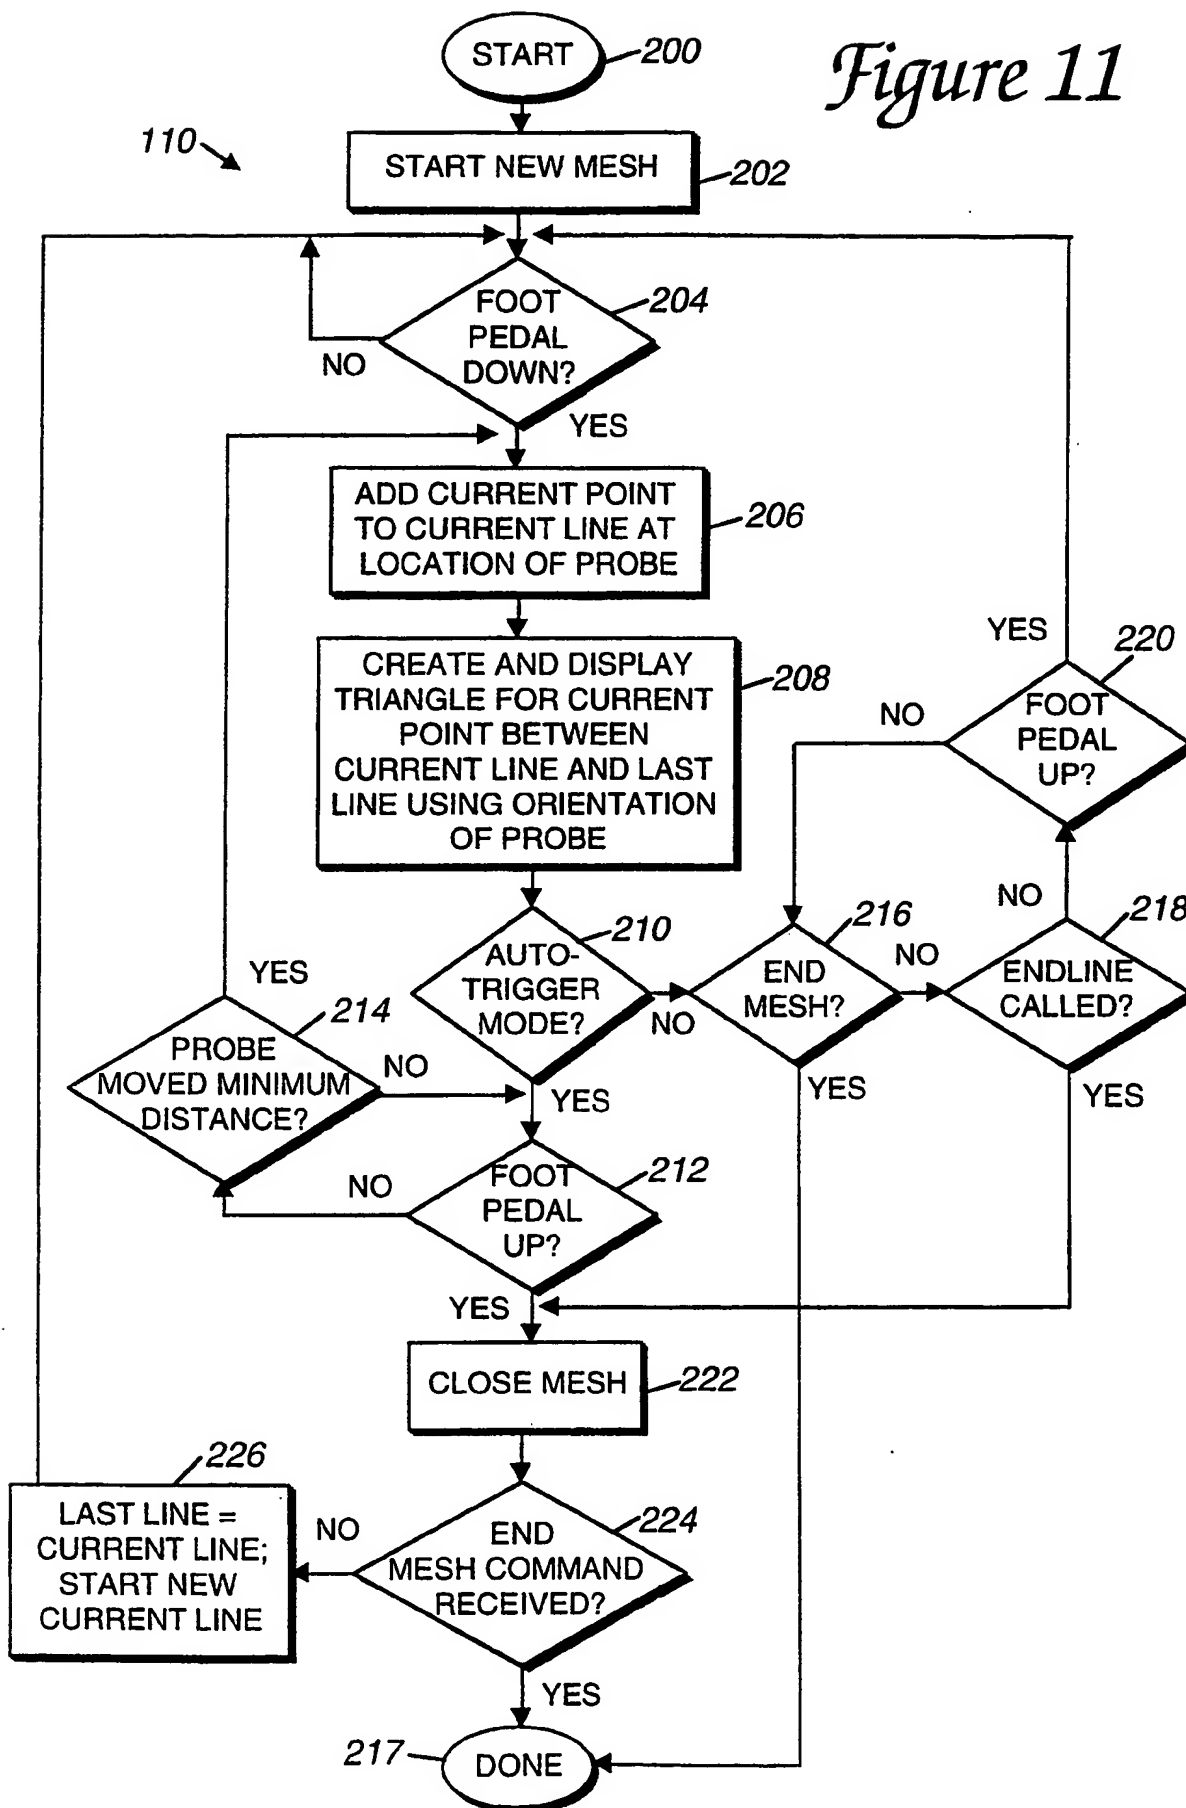 START
200
Figure 11
110
START NEW MESH
202
FOOT
PEDAL
DOWN?
204
NO
YES
ADD CURRENT POINT
TO CURRENT LINE AT
LOCATION OF PROBE
206
CREATE AND DISPLAY
TRIANGLE FOR CURRENT
POINT BETWEEN
CURRENT LINE AND LAST
LINE USING ORIENTATION
OF PROBE
208
YES
220
FOOT
PEDAL
UP?
NO
AUTO-
TRIGGER
MODE?
210
NO
YES
END
MESH?
216
NO
YES
ENDLINE
CALLED?
218
NO
YES
YES
214
PROBE
MOVED MINIMUM
DISTANCE?
NO
FOOT
PEDAL
UP?
212
NO
YES
CLOSE MESH
222
226
LAST LINE =
CURRENT LINE;
START NEW
CURRENT LINE
NO
END
MESH COMMAND
RECEIVED?
224
YES
217
DONE